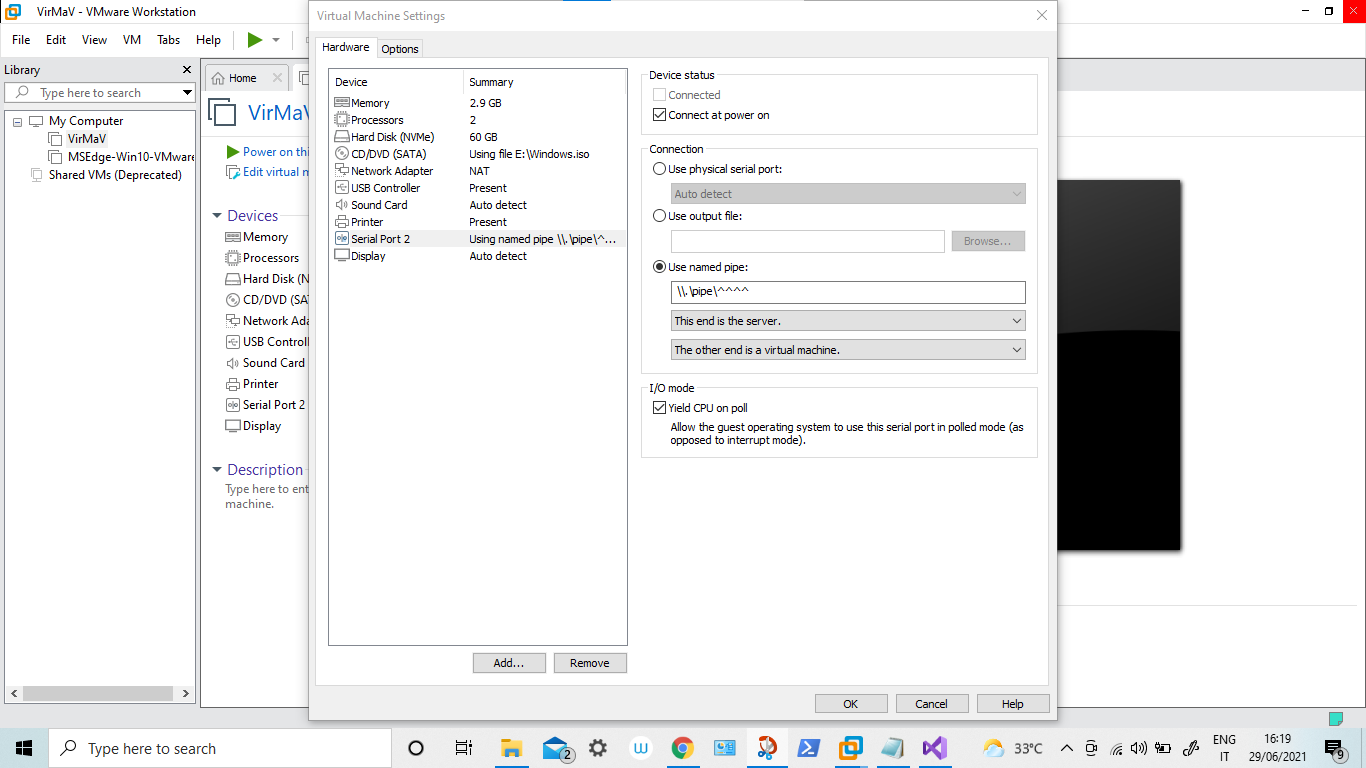 VirMaV - VMware Workstation
File Edit View VM Tabs Help
Library
Type here to search
My Computer
VirMaV
MSEdge-Win10-VMware
Shared VMs (Deprecated)
Home
VirMaV
Power on thi
Edit virtual m
Devices
Memory
Processors
Hard Disk (N
CD/DVD (SA
Network Ada
USB Control
Sound Card
Printer
Serial Port 2
Display
Description
Type here to ent
machine.
Virtual Machine Settings
Hardware Options
Device Summary
Memory 2.9 GB
Processors 2
Hard Disk (NVMe) 60 GB
CD/DVD (SATA) Using file E:\Windows.iso
Network Adapter NAT
USB Controller Present
Sound Card Auto detect
Printer Present
Serial Port 2 Using named pipe \\.\pipe\^...
Display Auto detect
Add... Remove
Device status
Connected
Connect at power on
Connection
Use physical serial port:
Auto detect
Use output file:
Browse...
Use named pipe:
\\.\pipe\^^^^
This end is the server.
The other end is a virtual machine.
I/O mode
Yield CPU on poll
Allow the guest operating system to use this serial port in polled mode (as
opposed to interrupt mode).
OK Cancel Help
Type here to search
2
W
33°C
ENG
IT
16:19
29/06/2021
9